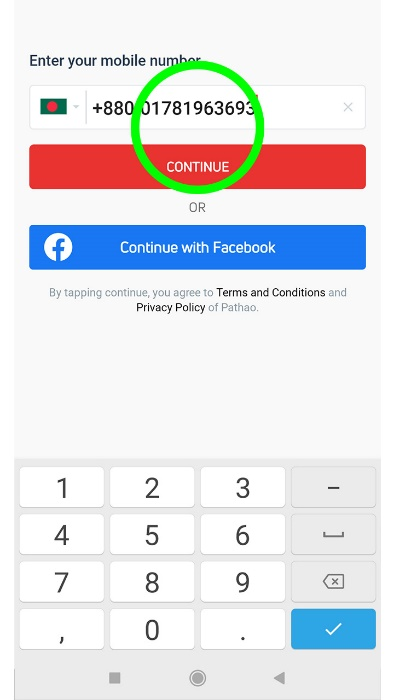 Enter your mobile number
+880 01781963693 ×
CONTINUE
OR
Continue with Facebook
By tapping continue, you agree to Terms and Conditions and
Privacy Policy of Pathao.
1 2 3 –
4 5 6
7 8 9
, 0 .